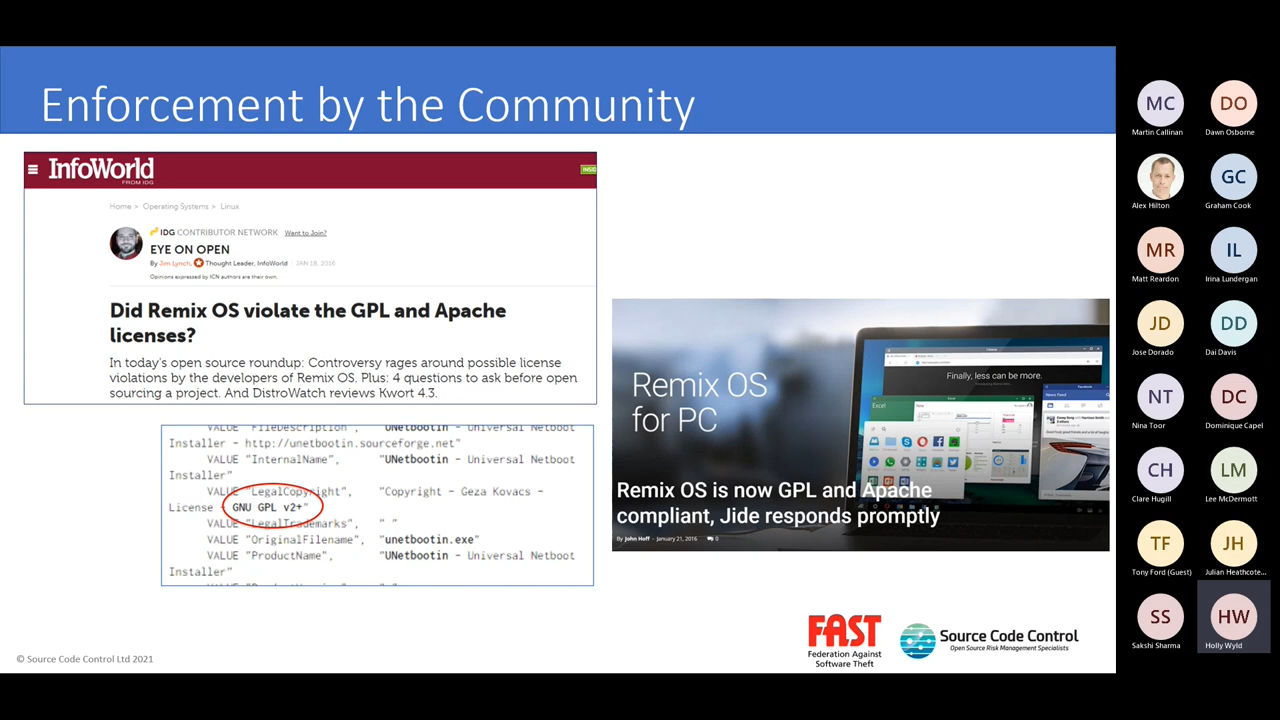 Enforcement by the Community
InfoWorld
FROM IDG
INSID
Home > Operating Systems > Linux
IDG CONTRIBUTOR NETWORK Want to Join?
EYE ON OPEN
By Jim Lynch, Thought Leader, InfoWorld | JAN 18, 2016
Opinions expressed by ICN authors are their own.
Did Remix OS violate the GPL and Apache
licenses?
In today's open source roundup: Controversy rages around possible license
violations by the developers of Remix OS. Plus: 4 questions to ask before open
sourcing a project. And DistroWatch reviews Kwort 4.3.
VALUE "FileDescription", "UNetbootin - Universal Netboot
Installer - http://unetbootin.sourceforge.net"
VALUE "InternalName", "UNetbootin - Universal Netboot
Installer"
VALUE "LegalCopyright", "Copyright - Geza Kovacs -
License - GNU GPL v2+"
VALUE "LegalTrademarks", " "
VALUE "OriginalFilename", "unetbootin.exe"
VALUE "ProductName", "UNetbootin - Universal Netboot
Installer"
Remix OS
for PC
Finally, less can be more.
Excel
Remix OS is now GPL and Apache
compliant, Jide responds promptly
By John Hoff - January 21, 2016 0
© Source Code Control Ltd 2021
FAST
Federation Against
Software Theft
Source Code Control
Open Source Risk Management Specialists
MC
Martin Callinan
DO
Dawn Osborne
Alex Hilton
GC
Graham Cook
MR
Matt Reardon
IL
Irina Lundergan
JD
Jose Dorado
DD
Dai Davis
NT
Nina Toor
DC
Dominique Capel
CH
Clare Hugill
LM
Lee McDermott
TF
Tony Ford (Guest)
JH
Julian Heathcote...
SS
Sakshi Sharma
HW
Holly Wyld